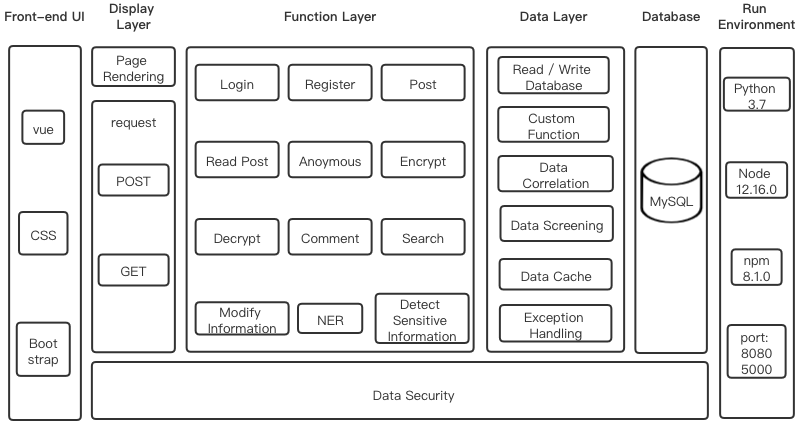 Front-end UI
Display
Layer
Function Layer
Data Layer
Database
Run
Environment
vue
CSS
Boot
strap
Page
Rendering
request
POST
GET
Login
Register
Post
Read Post
Anoymous
Encrypt
Decrypt
Comment
Search
Modify
Information
NER
Detect
Sensitive
Information
Read / Write
Database
Custom
Function
Data
Correlation
Data Screening
Data Cache
Exception
Handling
MySQL
Python
3.7
Node
12.16.0
npm
8.1.0
port:
8080
5000
Data Security